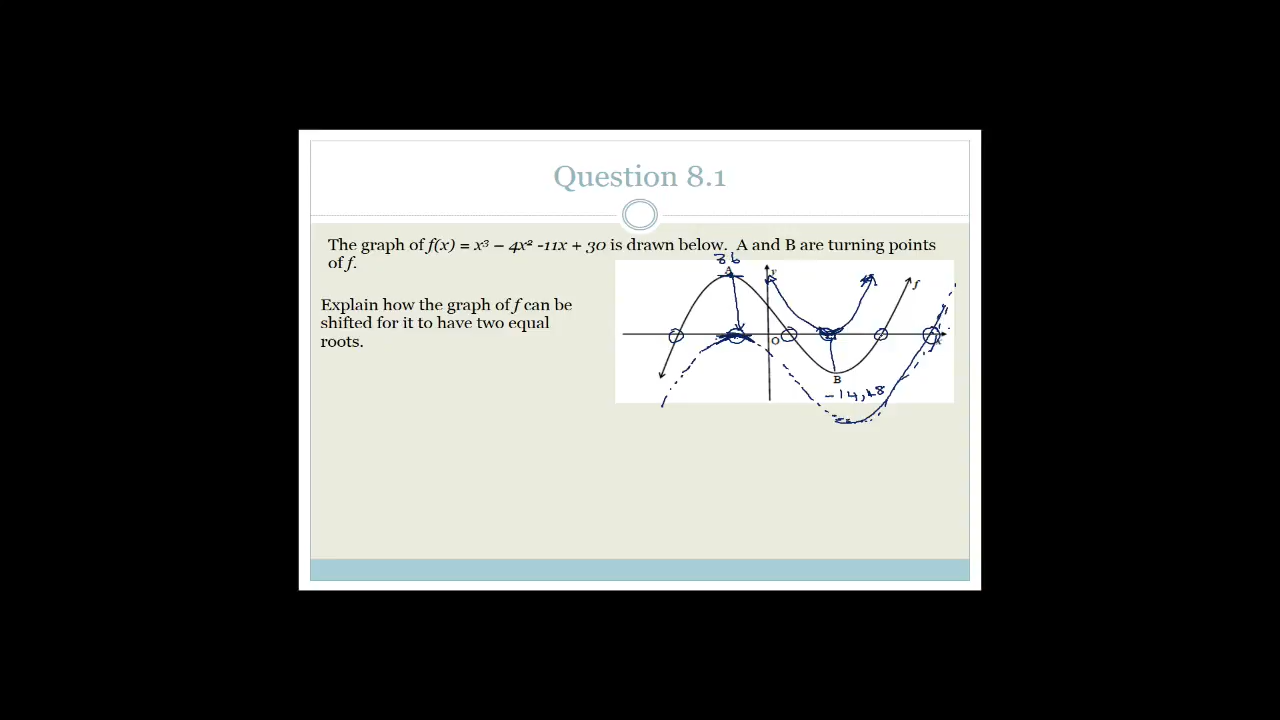 Question 8.1
The graph of f(x) = x³ – 4x² -11x + 30 is drawn below. A and B are turning points
of f.
Explain how the graph of f can be
shifted for it to have two equal
roots.
36
A
y
f
O
x
B
-14,48